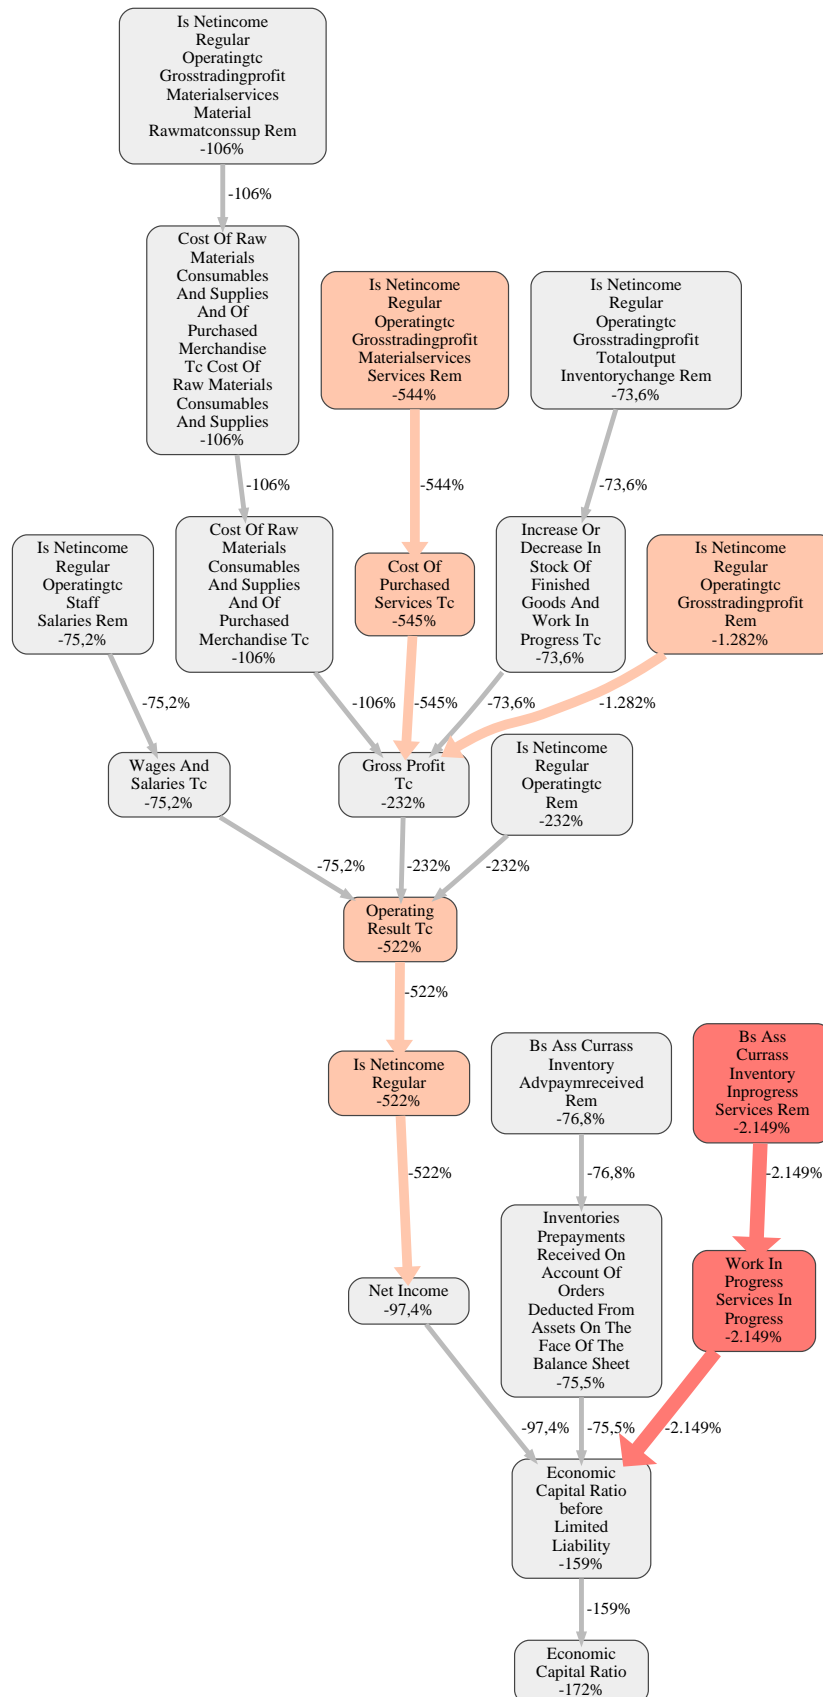 Is Netincome
Regular
Operatingtc
Grosstradingprofit
Materialservices
Material
Rawmatconssup Rem
-106%
-106%
Cost Of Raw
Materials
Consumables
And Supplies
And Of
Purchased
Merchandise
Tc Cost Of
Raw Materials
Consumables
And Supplies
-106%
Is Netincome
Regular
Operatingtc
Grosstradingprofit
Materialservices
Services Rem
-544%
Is Netincome
Regular
Operatingtc
Grosstradingprofit
Totaloutput
Inventorychange Rem
-73,6%
-106%
-544%
-73,6%
Is Netincome
Regular
Operatingtc
Staff
Salaries Rem
-75,2%
Cost Of Raw
Materials
Consumables
And Supplies
And Of
Purchased
Merchandise Tc
-106%
Cost Of
Purchased
Services Tc
-545%
Increase Or
Decrease In
Stock Of
Finished
Goods And
Work In
Progress Tc
-73,6%
Is Netincome
Regular
Operatingtc
Grosstradingprofit
Rem
-1.282%
-75,2%
-106%
-545%
-73,6%
-1.282%
Wages And
Salaries Tc
-75,2%
Gross Profit
Tc
-232%
Is Netincome
Regular
Operatingtc
Rem
-232%
-75,2%
-232%
-232%
Operating
Result Tc
-522%
-522%
Is Netincome
Regular
-522%
Bs Ass Currass
Inventory
Advpaymreceived
Rem
-76,8%
Bs Ass
Currass
Inventory
Inprogress
Services Rem
-2.149%
-522%
-76,8%
-2.149%
Net Income
-97,4%
Inventories
Prepayments
Received On
Account Of
Orders
Deducted From
Assets On The
Face Of The
Balance Sheet
-75,5%
Work In
Progress
Services In
Progress
-2.149%
-97,4%
-75,5%
-2.149%
Economic
Capital Ratio
before
Limited
Liability
-159%
-159%
Economic
Capital Ratio
-172%